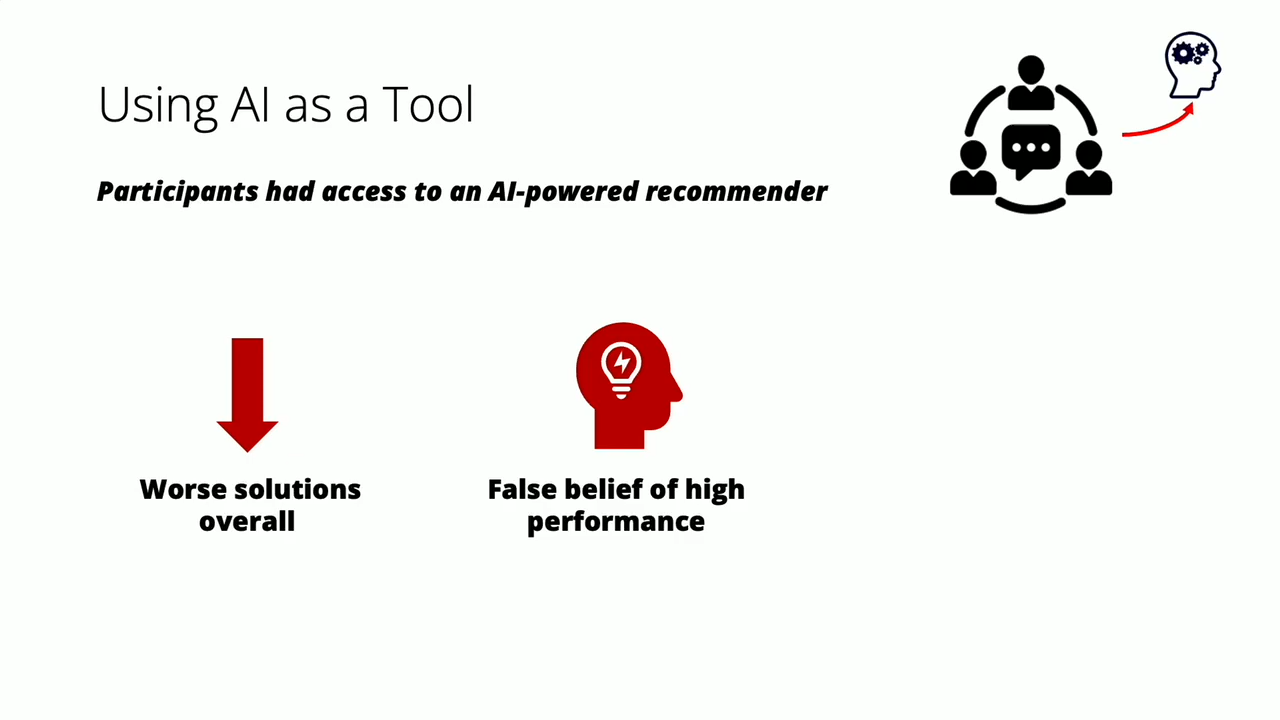 Using AI as a Tool
Participants had access to an AI-powered recommender
Worse solutions
overall
False belief of high
performance